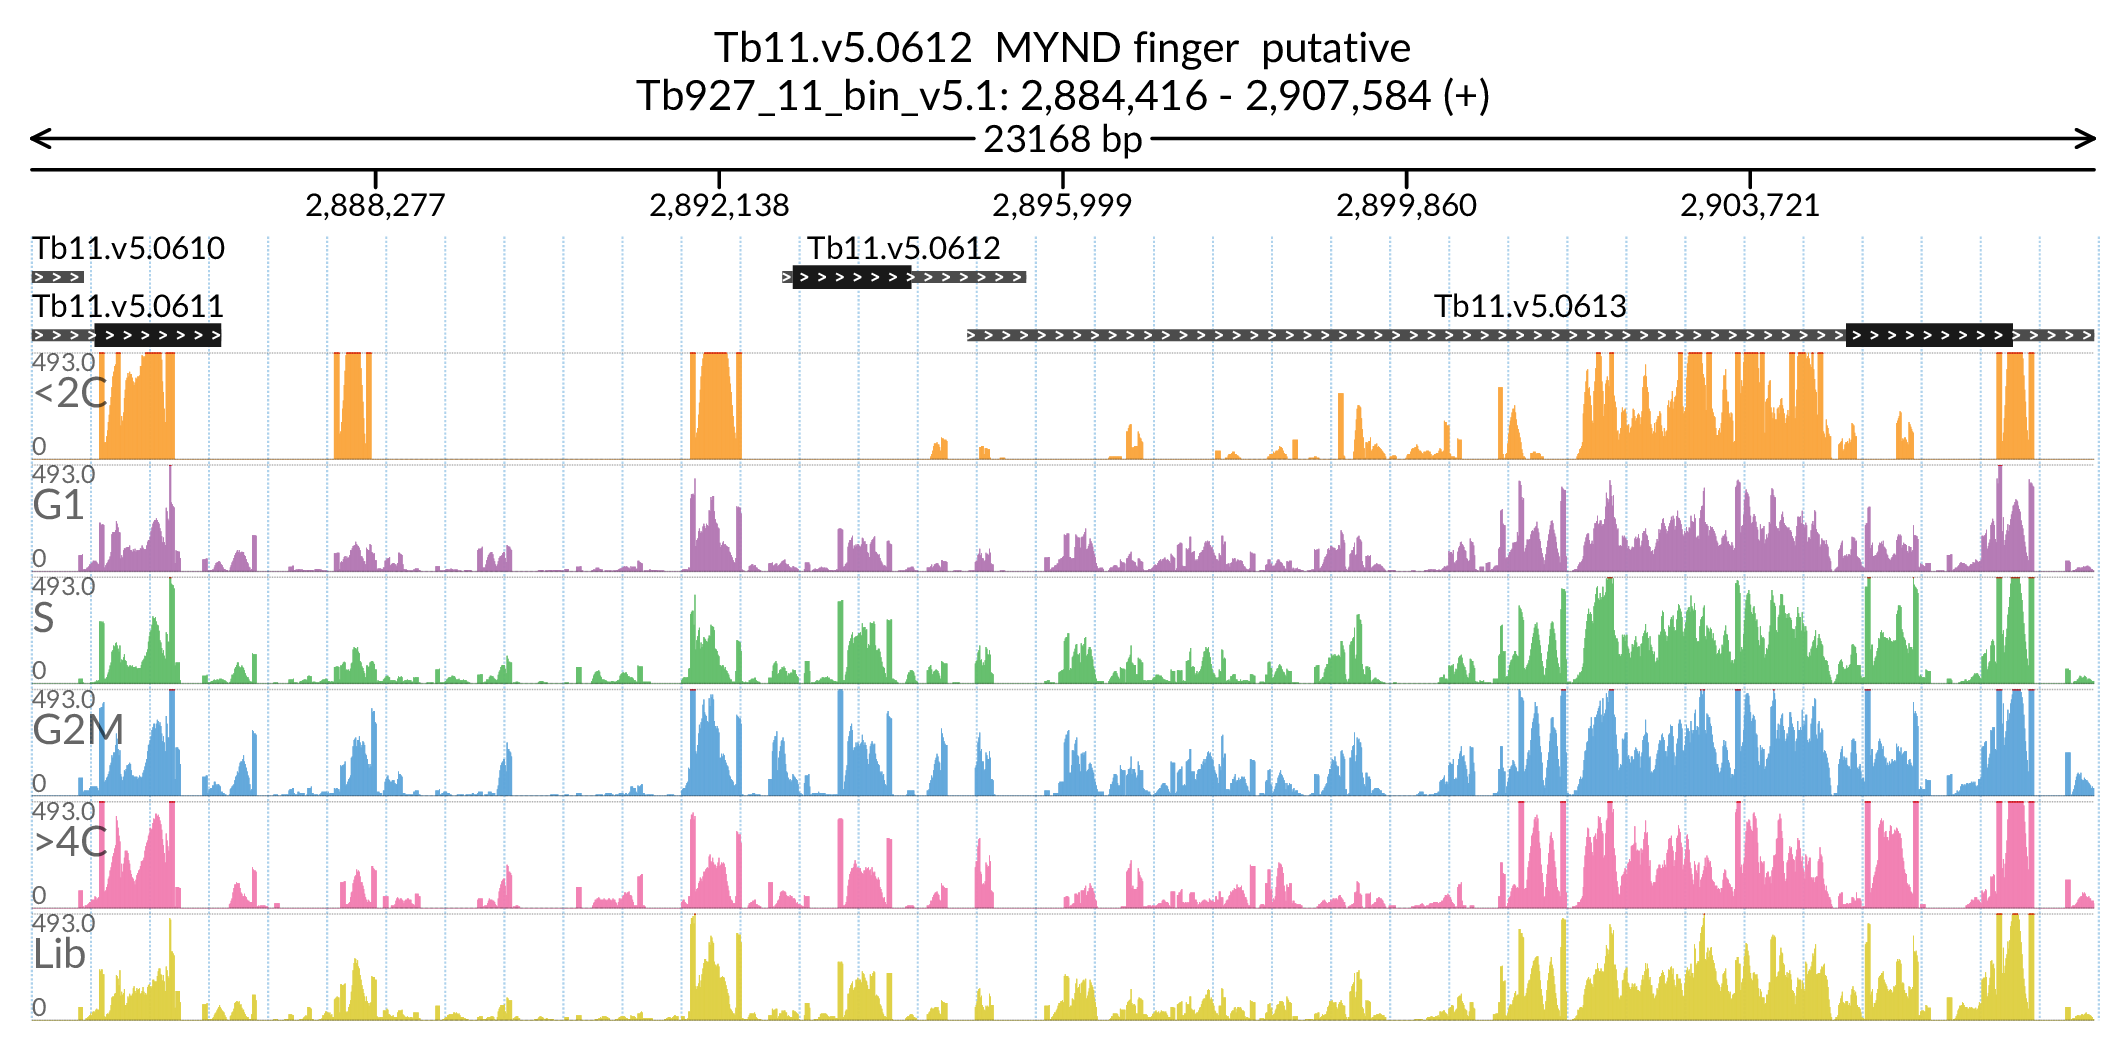 Tb11.v5.0612  MYND finger  putative
Tb927_11_bin_v5.1: 2,884,416 - 2,907,584 (+)
23168 bp
2,888,277 2,892,138 2,895,999 2,899,860 2,903,721
Tb11.v5.0610 Tb11.v5.0612
Tb11.v5.0611 Tb11.v5.0613
493.0
<2C
0
493.0
G1
0
493.0
S
0
493.0
G2M
0
493.0
>4C
0
493.0
Lib
0